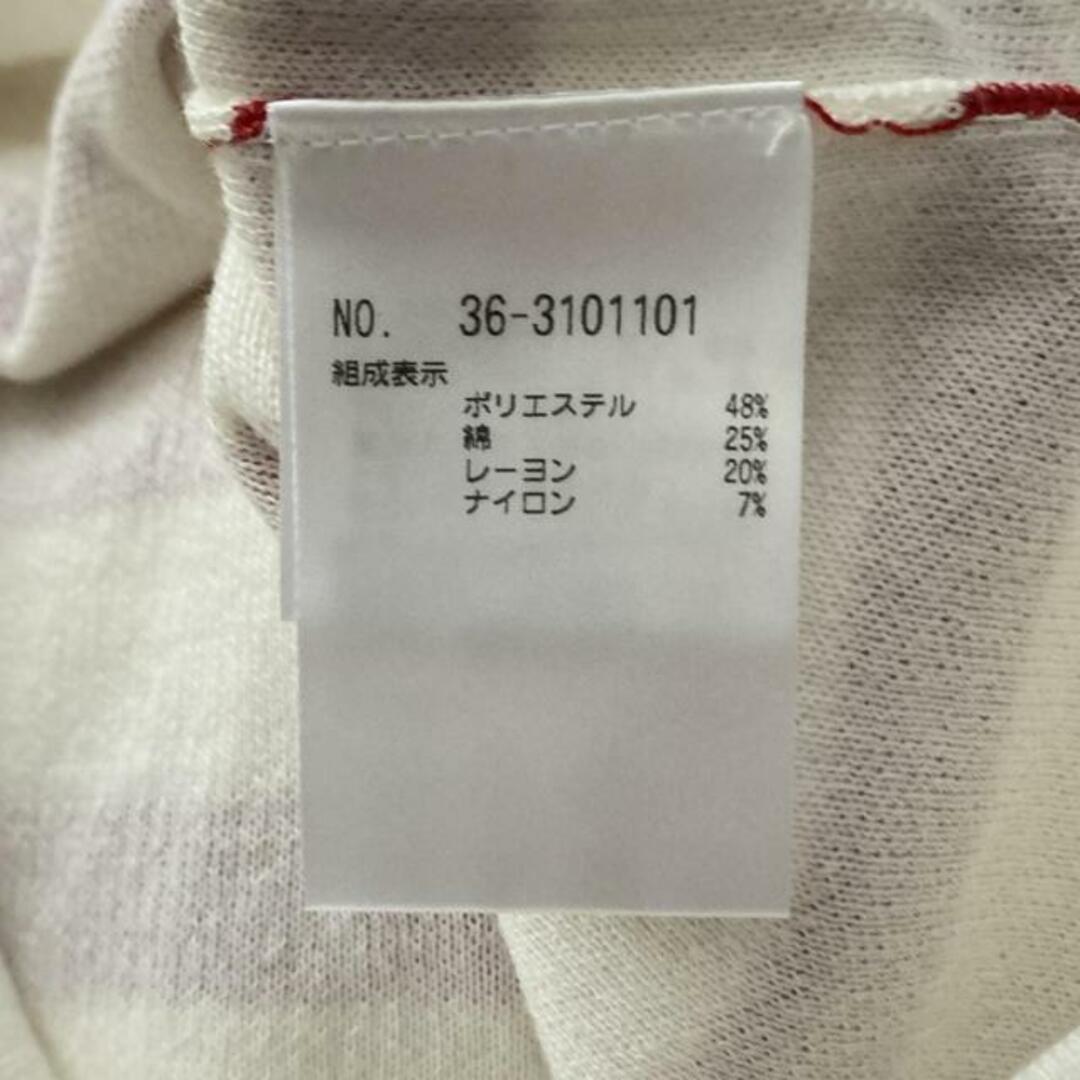 NO. 36-3101101
組成表示
ポリエステル 48%
綿 25%
レーヨン 20%
ナイロン 7%